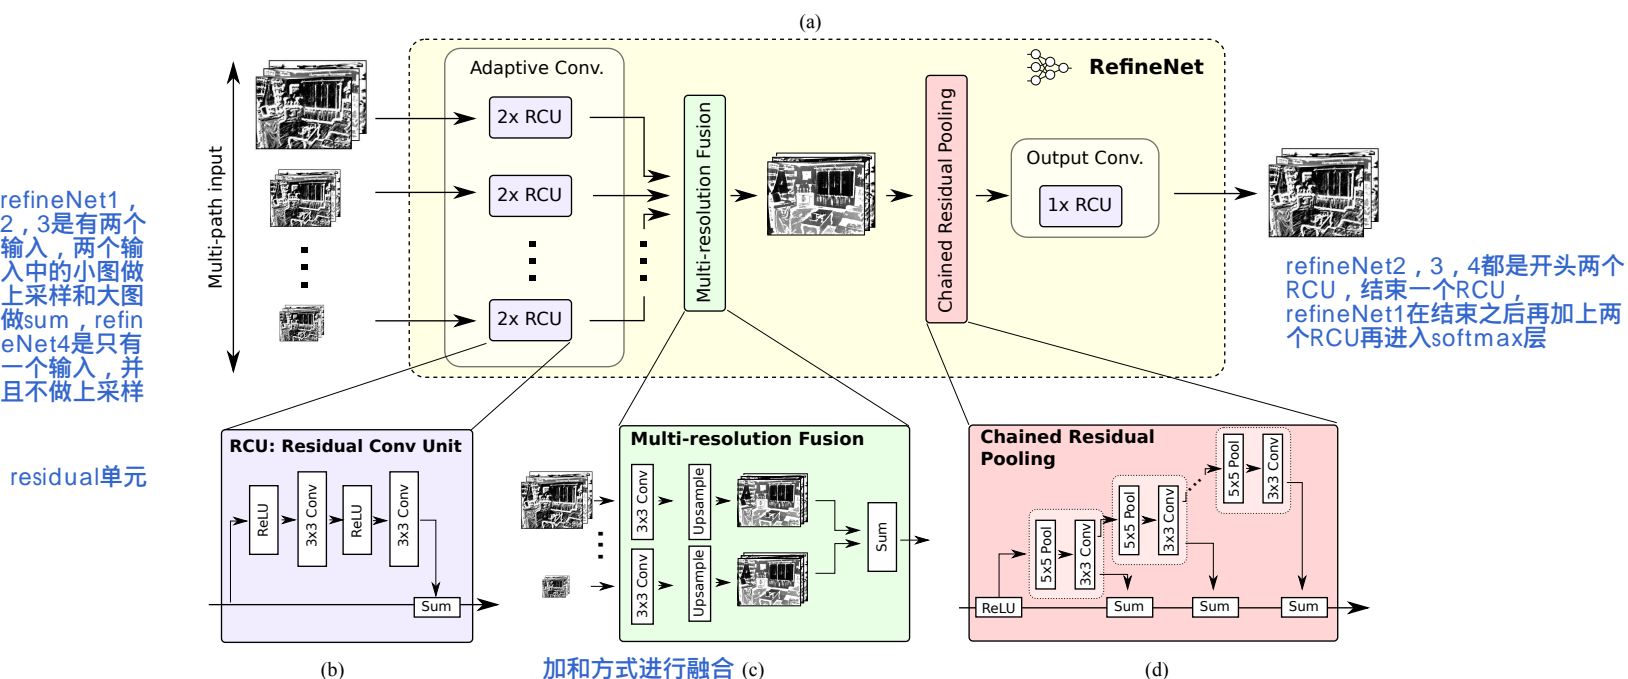 (a)
Adaptive Conv.
RefineNet
2x RCU
2x RCU
2x RCU
Multi-path input
Multi-resolution Fusion
Chained Residual Pooling
Output Conv.
1x RCU
refineNet1，
2，3是有两个
输入，两个输
入中的小图做
上采样和大图
做sum，refin
eNet4是只有
一个输入，并
且不做上采样
refineNet2，3，4都是开头两个
RCU，结束一个RCU，
refineNet1在结束之后再加上两
个RCU再进入softmax层
residual单元
RCU: Residual Conv Unit
ReLU
3x3 Conv
ReLU
3x3 Conv
Sum
(b)
Multi-resolution Fusion
3x3 Conv
Upsample
3x3 Conv
Upsample
Sum
加和方式进行融合 (c)
Chained Residual
Pooling
5x5 Pool
3x3 Conv
5x5 Pool
3x3 Conv
5x5 Pool
3x3 Conv
ReLU
Sum
Sum
Sum
(d)